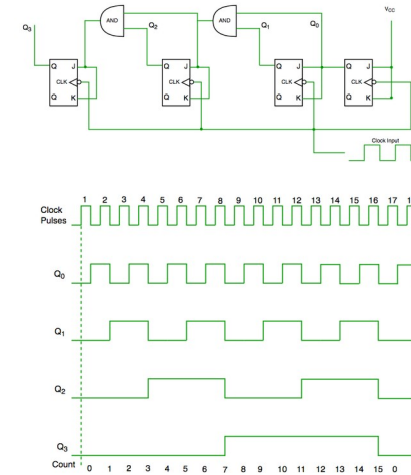 V_CC
Q₃ AND Q₂ AND Q₁ Q₀
Q J Q J Q J Q J
CLK CLK CLK CLK
Q̄ K Q̄ K Q̄ K Q̄ K
Clock Input
1 2 3 4 5 6 7 8 9 10 11 12 13 14 15 16 17
Clock
Pulses
Q₀
Q₁
Q₂
Q₃
Count 0 1 2 3 4 5 6 7 8 9 10 11 12 13 14 15 0